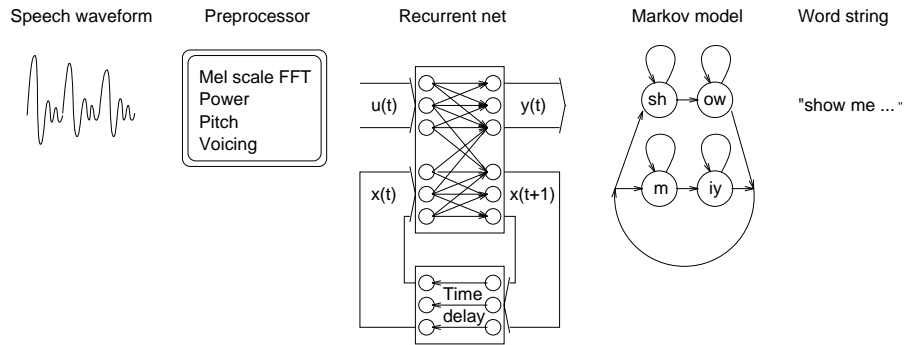 Speech waveform
Preprocessor
Recurrent net
Markov model
Word string
Mel scale FFT
Power
Pitch
Voicing
u(t)
y(t)
x(t)
x(t+1)
Time
delay
sh
ow
m
iy
"show me ... "